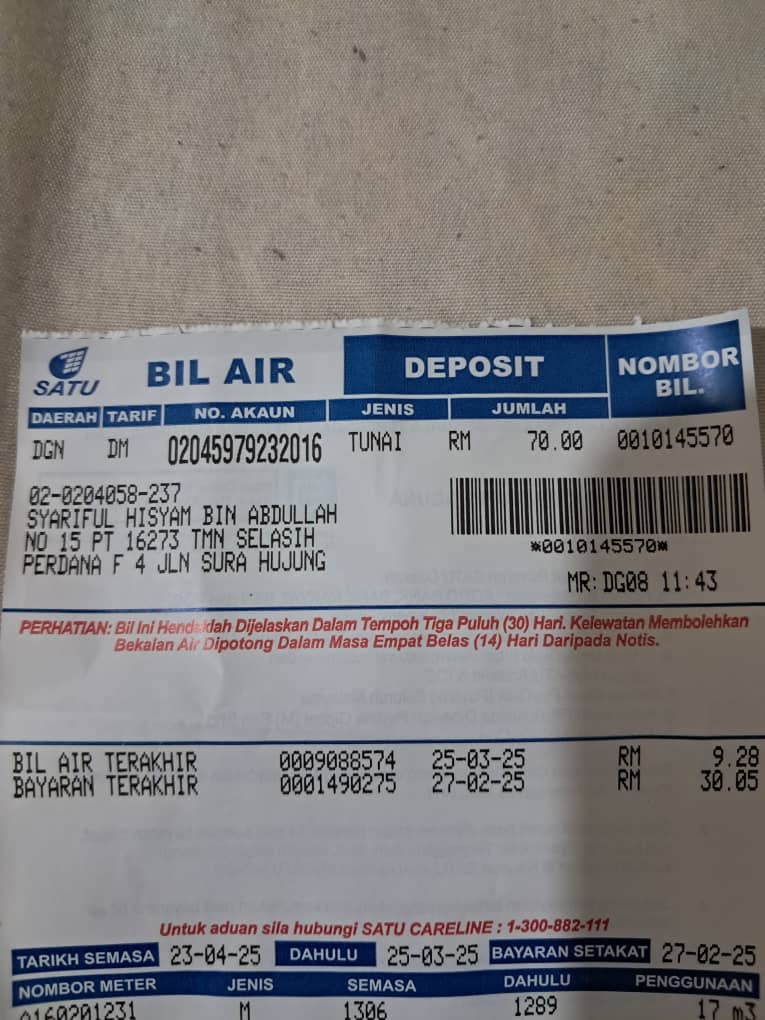 SATU BIL AIR DEPOSIT NOMBOR BIL.
DAERAH TARIF NO. AKAUN JENIS JUMLAH
DGN DM 02045979232016 TUNAI RM 70.00 0010145570
02-0204058-237
SYARIFUL HISYAM BIN ABDULLAH
NO 15 PT 16273 TMN SELASIH
PERDANA F 4 JLN SURA HUJUNG
*0010145570*
MR:DG08 11:43
PERHATIAN: Bil Ini Hendaklah Dijelaskan Dalam Tempoh Tiga Puluh (30) Hari. Kelewatan Membolehkan
Bekalan Air Dipotong Dalam Masa Empat Belas (14) Hari Daripada Notis.
BIL AIR TERAKHIR 0009088574 25-03-25 RM 9.28
BAYARAN TERAKHIR 0001490275 27-02-25 RM 30.05
Untuk aduan sila hubungi SATU CARELINE : 1-300-882-111
TARIKH SEMASA 23-04-25 DAHULU 25-03-25 BAYARAN SETAKAT 27-02-25
NOMBOR METER JENIS SEMASA DAHULU PENGGUNAAN
A160201231 M 1306 1289 17 m3